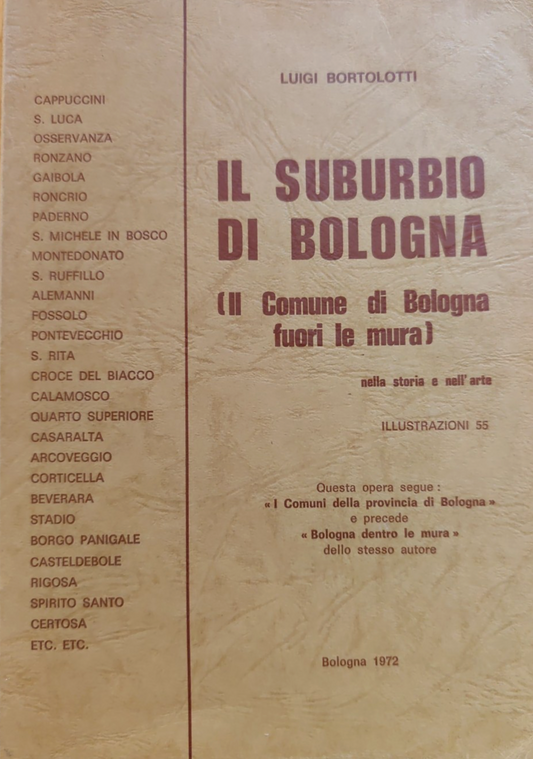 CAPPUCCINI
S. LUCA
OSSERVANZA
RONZANO
GAIBOLA
RONCRIO
PADERNO
S. MICHELE IN BOSCO
MONTEDONATO
S. RUFFILLO
ALEMANNI
FOSSOLO
PONTEVECCHIO
S. RITA
CROCE DEL BIACCO
CALAMOSCO
QUARTO SUPERIORE
CASARALTA
ARCOVEGGIO
CORTICELLA
BEVERARA
STADIO
BORGO PANIGALE
CASTELDEBOLE
RIGOSA
SPIRITO SANTO
CERTOSA
ETC. ETC.
LUIGI BORTOLOTTI
IL SUBURBIO
DI BOLOGNA
(Il Comune di Bologna
fuori le mura)
nella storia e nell'arte
ILLUSTRAZIONI 55
Questa opera segue :
« I Comuni della provincia di Bologna »
e precede
« Bologna dentro le mura »
dello stesso autore
Bologna 1972